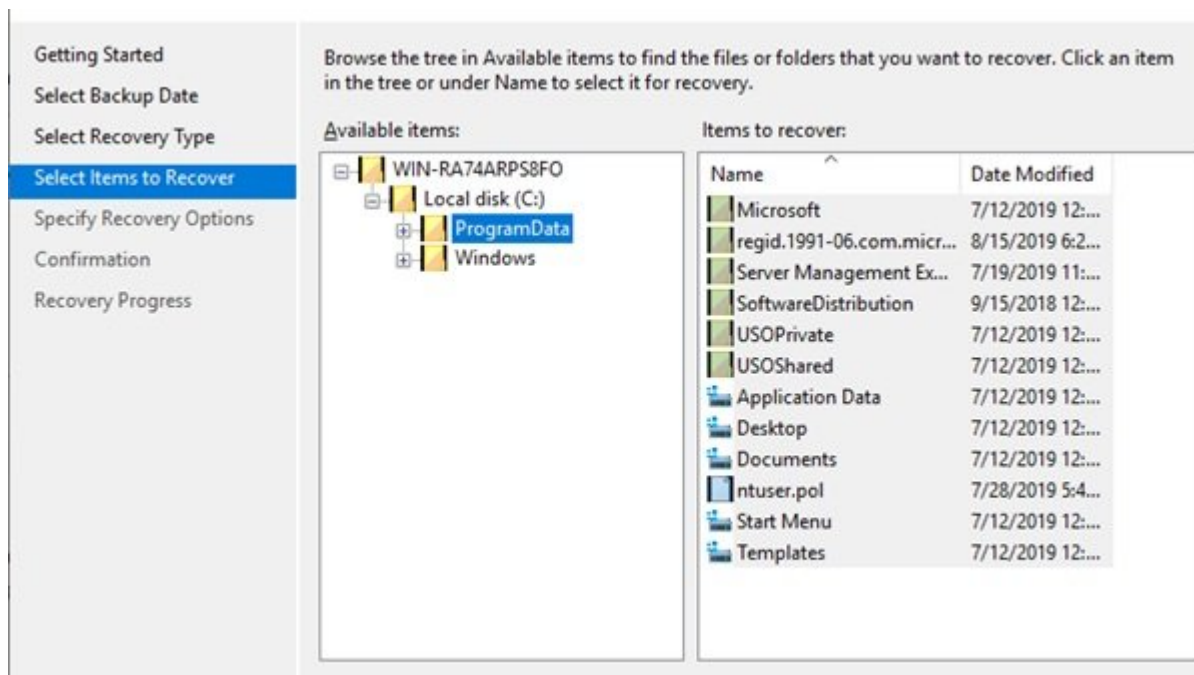 Getting Started
Select Backup Date
Select Recovery Type
Select Items to Recover
Specify Recovery Options
Confirmation
Recovery Progress
Browse the tree in Available items to find the files or folders that you want to recover. Click an item
in the tree or under Name to select it for recovery.
Available items:
WIN-RA74ARPS8FO
Local disk (C:)
ProgramData
Windows
Items to recover:
Name Date Modified
Microsoft 7/12/2019 12:...
regid.1991-06.com.micr... 8/15/2019 6:2...
Server Management Ex... 7/19/2019 11:...
SoftwareDistribution 9/15/2018 12:...
USOPrivate 7/12/2019 12:...
USOShared 7/12/2019 12:...
Application Data 7/12/2019 12:...
Desktop 7/12/2019 12:...
Documents 7/12/2019 12:...
ntuser.pol 7/28/2019 5:4...
Start Menu 7/12/2019 12:...
Templates 7/12/2019 12:...